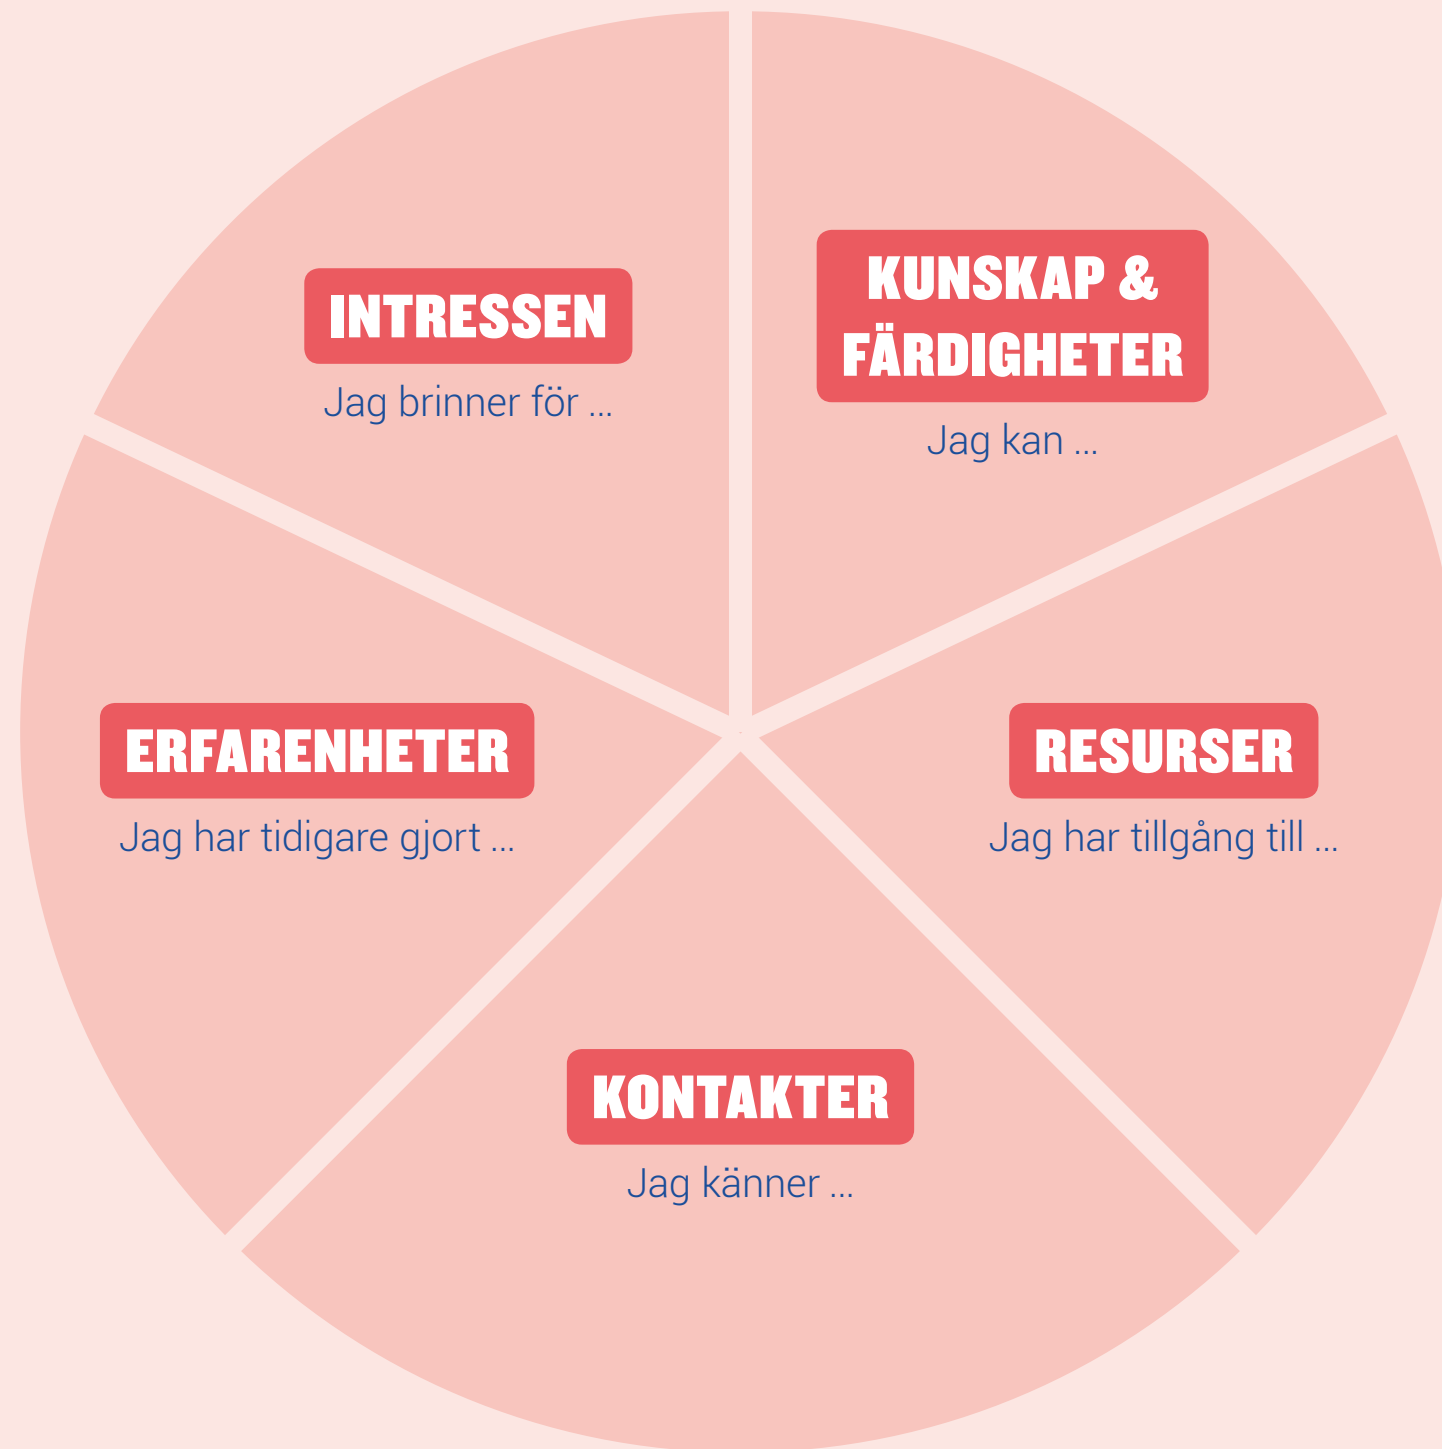 INTRESSEN
Jag brinner för ...
KUNSKAP &
FÄRDIGHETER
Jag kan ...
ERFARENHETER
Jag har tidigare gjort ...
RESURSER
Jag har tillgång till ...
KONTAKTER
Jag känner ...